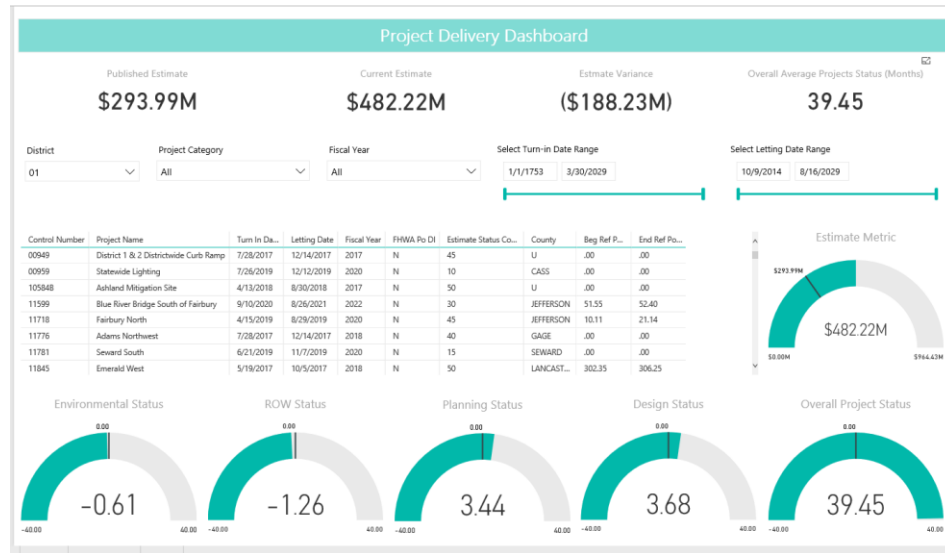 Project Delivery Dashboard
Published Estimate
Current Estimate
Estmate Variance
Overall Average Projects Status (Months)
$293.99M
$482.22M
($188.23M)
39.45
District
Project Category
Fiscal Year
Select Turn-in Date Range
Select Letting Date Range
01
All
All
1/1/1753 3/30/2029
10/9/2014 8/16/2029
Control Number Project Name Turn In Da... Letting Date Fiscal Year FHWA Po DI Estimate Status Co... County Beg Ref P... End Ref Po...
00949 District 1 & 2 Districtwide Curb Ramp 7/28/2017 12/14/2017 2017 N 45 U .00 .00
00959 Statewide Lighting 7/26/2019 12/12/2019 2020 N 10 CASS .00 .00
105848 Ashland Mitigation Site 4/13/2018 8/30/2018 2017 N 50 U .00 .00
11599 Blue River Bridge South of Fairbury 9/10/2020 8/26/2021 2022 N 30 JEFFERSON 51.55 52.40
11718 Fairbury North 4/15/2019 8/29/2019 2020 N 45 JEFFERSON 10.11 21.14
11776 Adams Northwest 7/28/2017 12/14/2017 2018 N 40 GAGE .00 .00
11781 Seward South 6/21/2019 11/7/2019 2020 N 15 SEWARD .00 .00
11845 Emerald West 5/19/2017 10/5/2017 2018 N 50 LANCAST... 302.35 306.25
Estimate Metric
$293.99M
$482.22M
$0.00M
$964.43M
Environmental Status
0.00
-0.61
-40.00
40.00
ROW Status
0.00
-1.26
-40.00
40.00
Planning Status
0.00
3.44
-40.00
40.00
Design Status
0.00
3.68
-40.00
40.00
Overall Project Status
0.00
39.45
-40.00
40.00